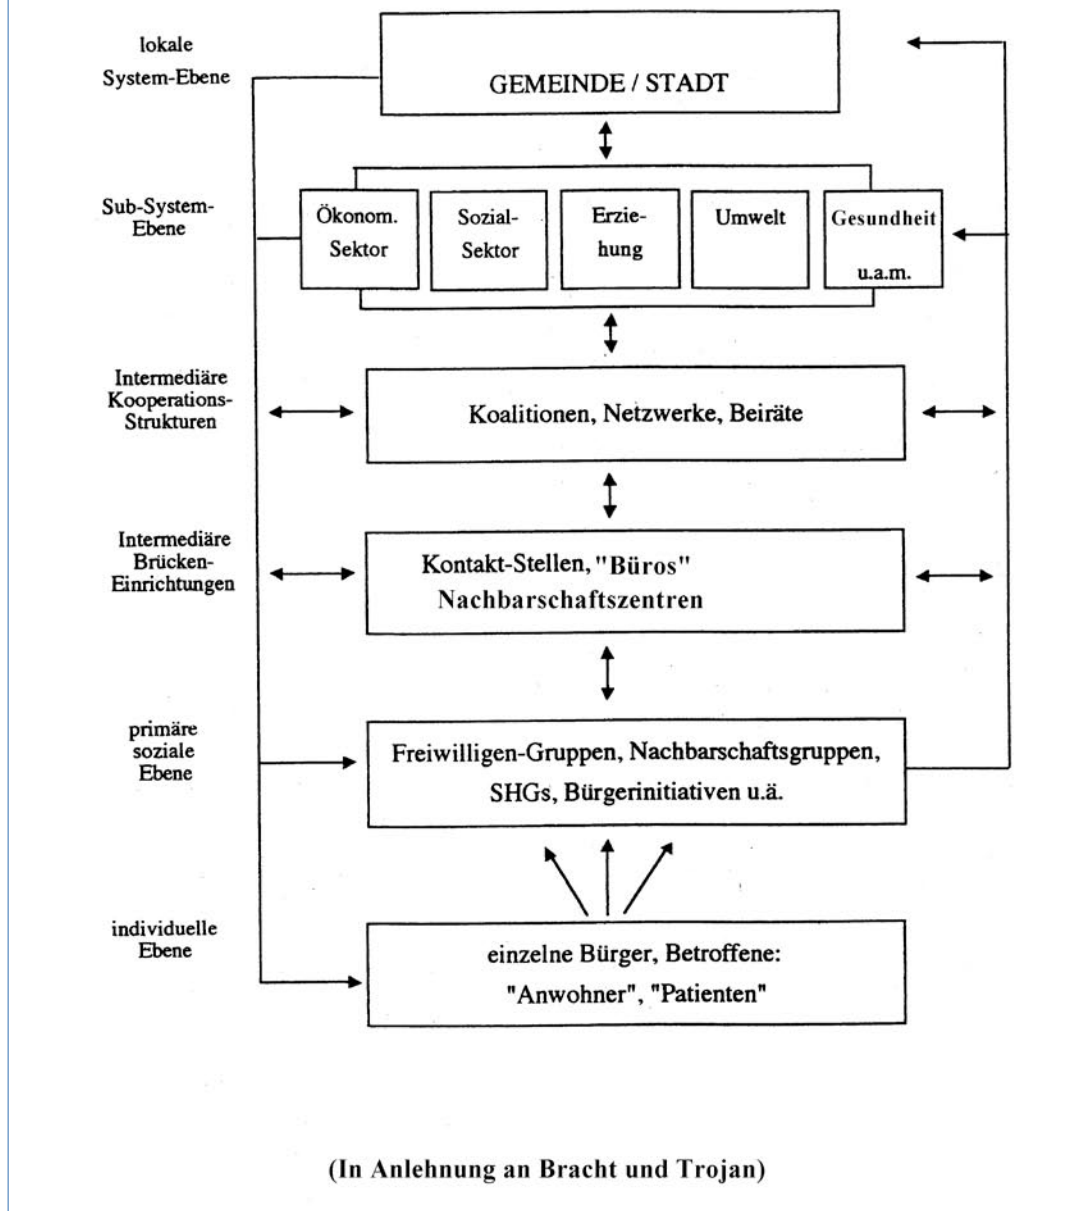 lokale
System-Ebene
GEMEINDE / STADT
Sub-System-
Ebene
Ökonom.
Sektor
Sozial-
Sektor
Erzie-
hung
Umwelt
Gesundheit
u.a.m.
Intermediäre
Kooperations-
Strukturen
Koalitionen, Netzwerke, Beiräte
Intermediäre
Brücken-
Einrichtungen
Kontakt-Stellen, "Büros"
Nachbarschaftszentren
primäre
soziale
Ebene
Freiwilligen-Gruppen, Nachbarschaftsgruppen,
SHGs, Bürgerinitiativen u.ä.
individuelle
Ebene
einzelne Bürger, Betroffene:
"Anwohner", "Patienten"
(In Anlehnung an Bracht und Trojan)